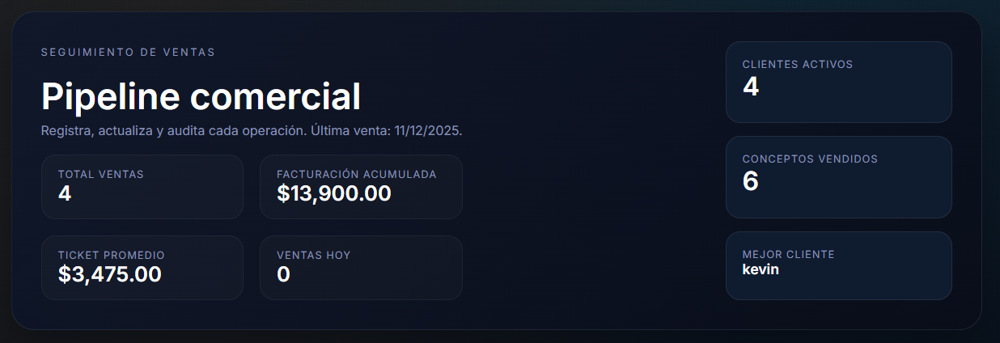 SEGUIMIENTO DE VENTAS
Pipeline comercial
Registra, actualiza y audita cada operación. Última venta: 11/12/2025.
TOTAL VENTAS
4
FACTURACIÓN ACUMULADA
$13,900.00
TICKET PROMEDIO
$3,475.00
VENTAS HOY
0
CLIENTES ACTIVOS
4
CONCEPTOS VENDIDOS
6
MEJOR CLIENTE
kevin